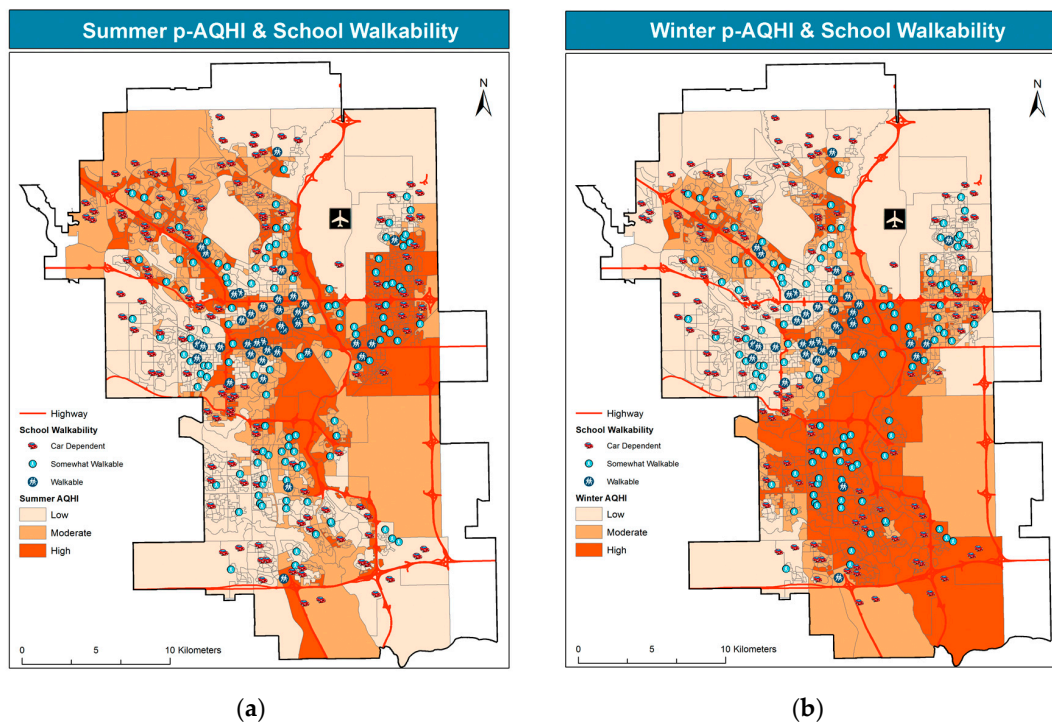 Summer p-AQHI & School Walkability
N
Highway
School Walkability
Car Dependent
Somewhat Walkable
Walkable
Summer AQHI
Low
Moderate
High
0 5 10 Kilometers
(a)
Winter p-AQHI & School Walkability
N
Highway
School Walkability
Car Dependent
Somewhat Walkable
Walkable
Winter AQHI
Low
Moderate
High
0 5 10 Kilometers
(b)